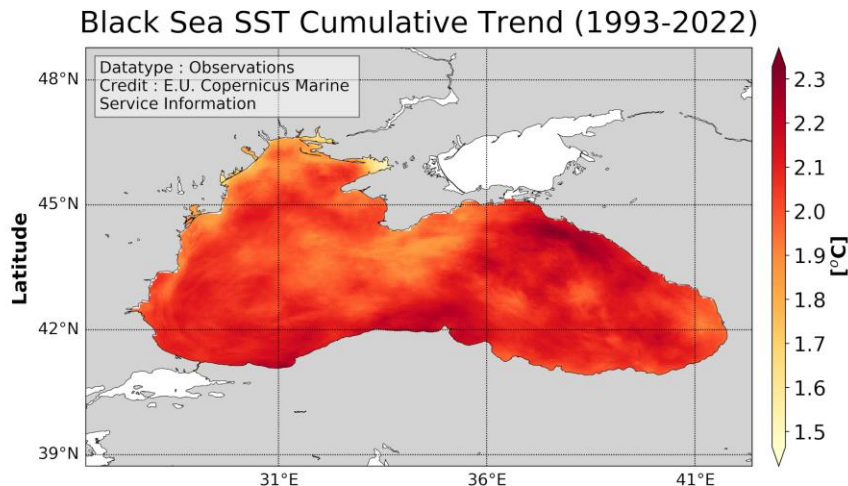 Black Sea SST Cumulative Trend (1993-2022)
Datatype : Observations
Credit : E.U. Copernicus Marine
Service Information
48°N
45°N
42°N
39°N
Latitude
31°E
36°E
41°E
2.3
2.2
2.1
2.0
1.9
1.8
1.7
1.6
1.5
[°C]